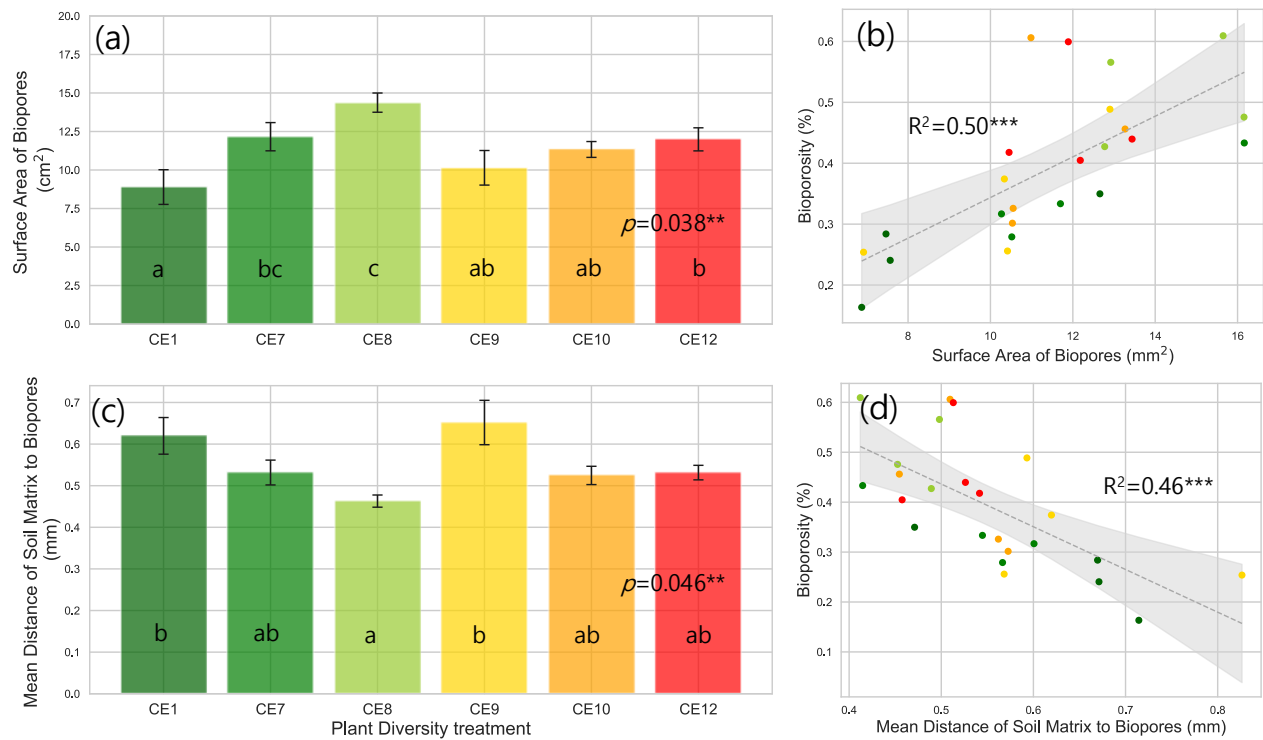 (a)
Surface Area of Biopores
(cm²)
20.0
17.5
15.0
12.5
10.0
7.5
5.0
2.5
0.0
p=0.038**
a
bc
c
ab
ab
b
CE1
CE7
CE8
CE9
CE10
CE12
(b)
Bioporosity (%)
0.6
0.5
0.4
0.3
0.2
R²=0.50***
8
10
12
14
16
Surface Area of Biopores (mm²)
(c)
Mean Distance of Soil Matrix to Biopores
(mm)
0.7
0.6
0.5
0.4
0.3
0.2
0.1
0.0
p=0.046**
b
ab
a
b
ab
ab
CE1
CE7
CE8
CE9
CE10
CE12
Plant Diversity treatment
(d)
Bioporosity (%)
0.6
0.5
0.4
0.3
0.2
0.1
R²=0.46***
0.4
0.5
0.6
0.7
0.8
Mean Distance of Soil Matrix to Biopores (mm)